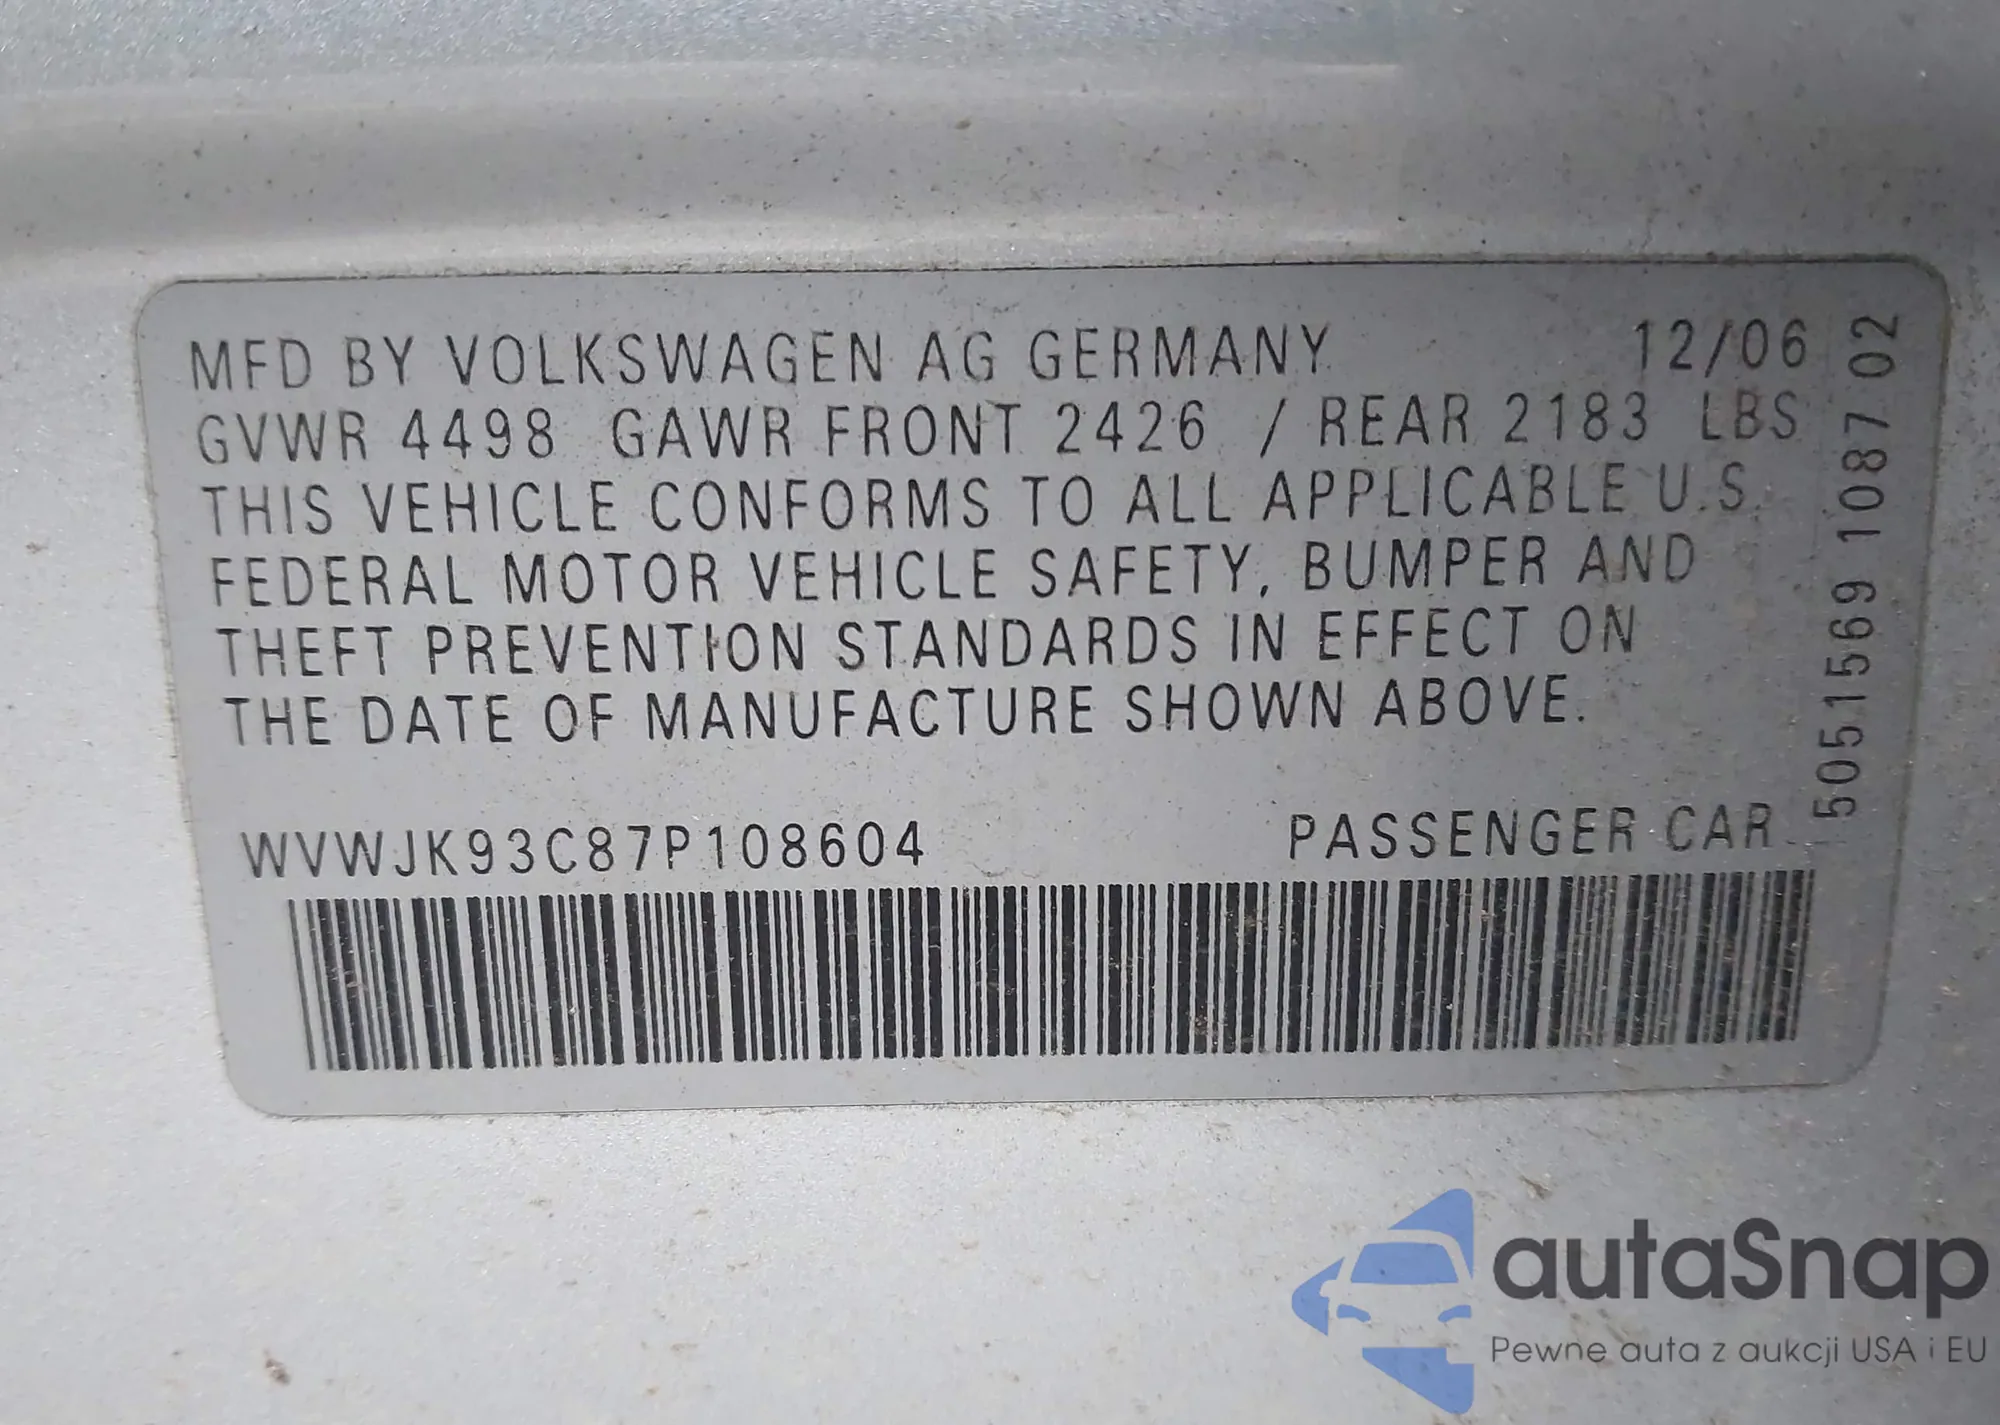 MFD BY VOLKSWAGEN AG GERMANY 12/06
GVWR 4498 GAWR FRONT 2426 / REAR 2183 LBS
THIS VEHICLE CONFORMS TO ALL APPLICABLE U.S.
FEDERAL MOTOR VEHICLE SAFETY, BUMPER AND
THEFT PREVENTION STANDARDS IN EFFECT ON
THE DATE OF MANUFACTURE SHOWN ABOVE.
WVWJK93C87P108604 PASSENGER CAR
5051569 1087 02
autaSnap
Pewne auta z aukcji USA i EU